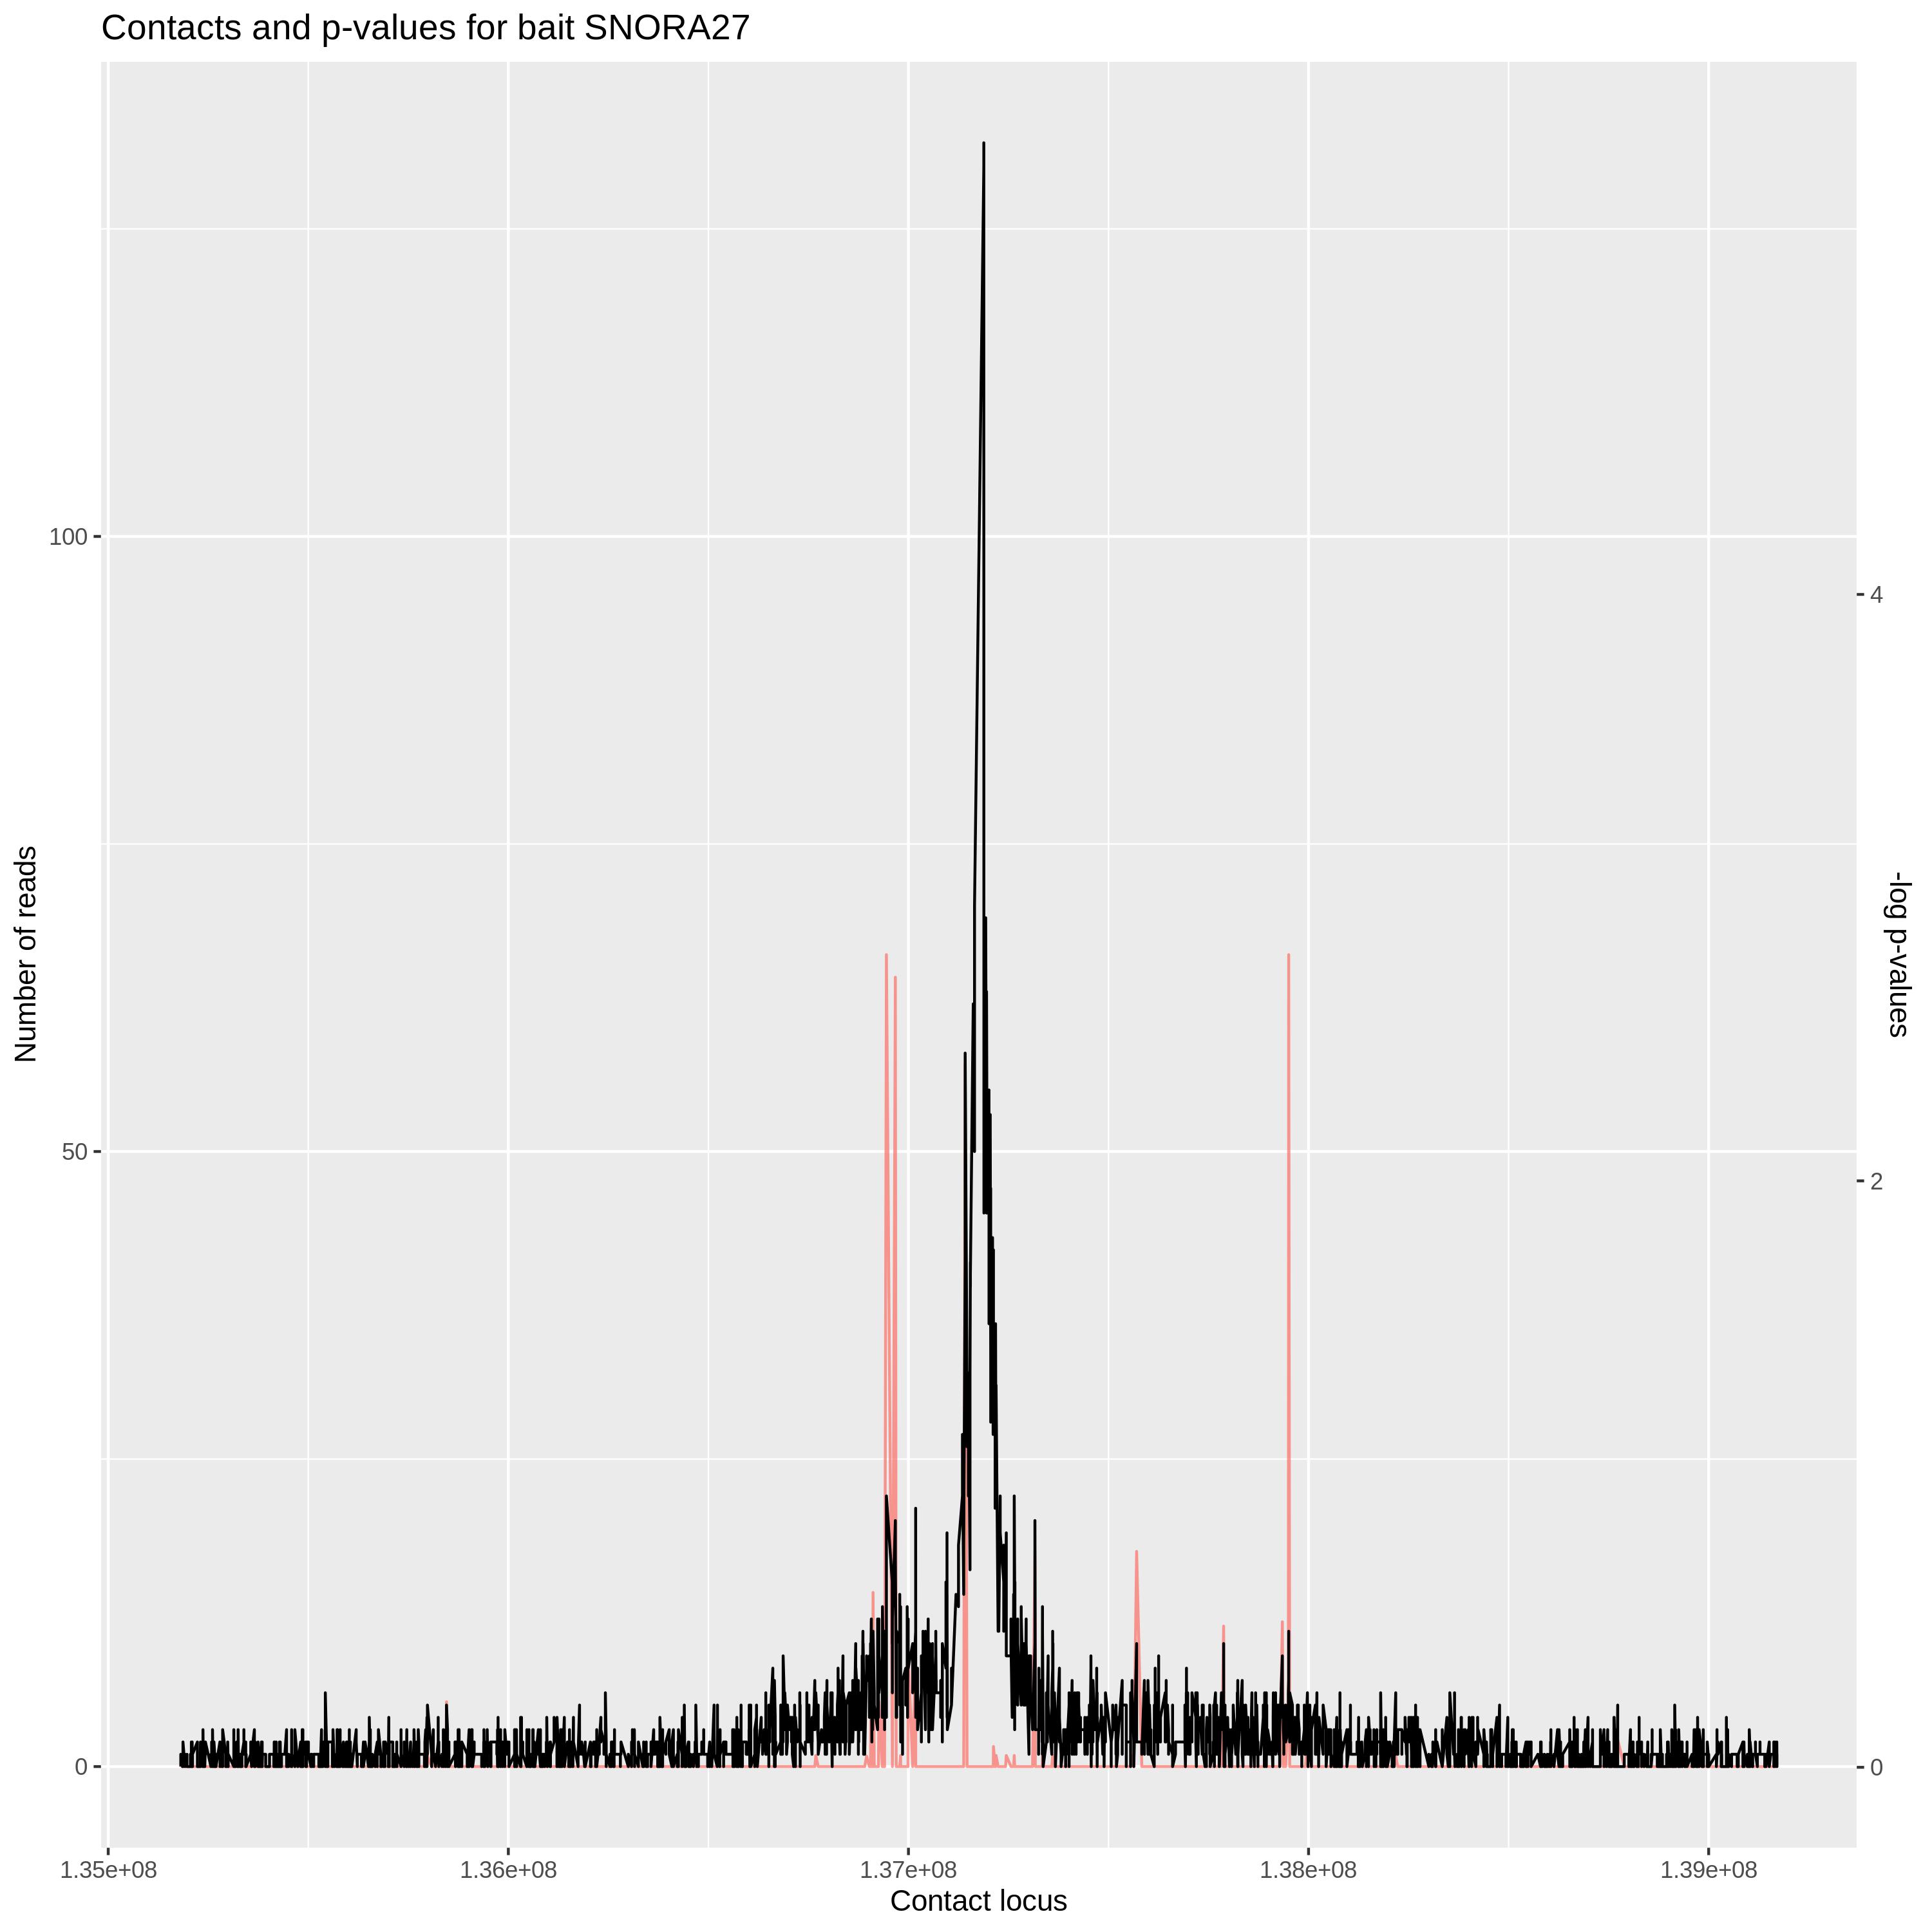 Contacts and p-values for bait SNORA27
Number of reads
100
50
0
4
2
0
-log p-values
1.35e+08 1.36e+08 1.37e+08 1.38e+08 1.39e+08
Contact locus